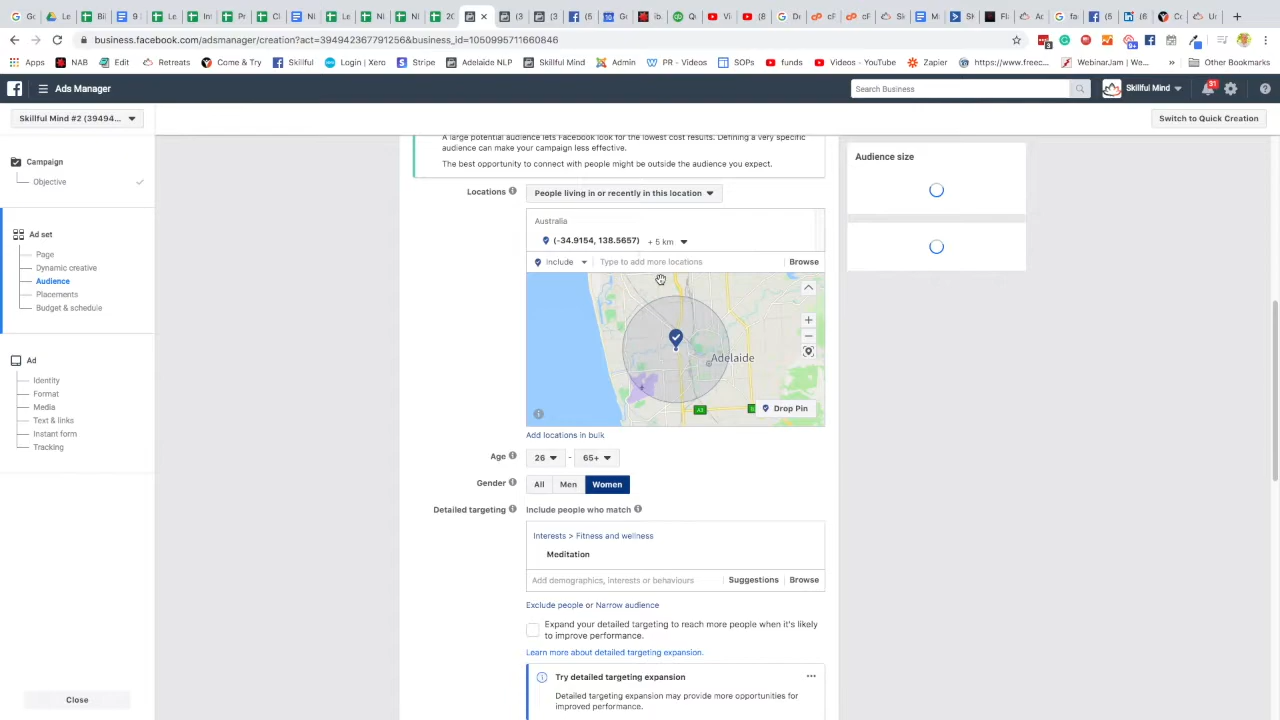 business.facebook.com/adsmanager/creation?act=394942367791256&business_id=1050995711660846
Apps NAB Edit Retreats Come & Try Skillful Login | Xero Stripe Adelaide NLP Skillful Mind Admin PR - Videos SOPs funds Videos - YouTube Zapier https://www.freec... WebinarJam | We... » Other Bookmarks
Ads Manager
Search Business
Skillful Mind
31
Skillful Mind #2 (39494...
Switch to Quick Creation
Campaign
Objective
Ad set
Page
Dynamic creative
Audience
Placements
Budget & schedule
Ad
Identity
Format
Media
Text & links
Instant form
Tracking
Close
A large potential audience lets Facebook look for the lowest cost results. Defining a very specific
audience can make your campaign less effective.
The best opportunity to connect with people might be outside the audience you expect.
Locations
People living in or recently in this location
Australia
(-34.9154, 138.5657) + 5 km
Include
Type to add more locations
Browse
Adelaide
Drop Pin
Add locations in bulk
Age
26 - 65+
Gender
All Men Women
Detailed targeting
Include people who match
Interests > Fitness and wellness
Meditation
Add demographics, interests or behaviours
Suggestions
Browse
Exclude people or Narrow audience
Expand your detailed targeting to reach more people when it's likely
to improve performance.
Learn more about detailed targeting expansion.
Try detailed targeting expansion
Detailed targeting expansion may provide more opportunities for
improved performance.
Audience size